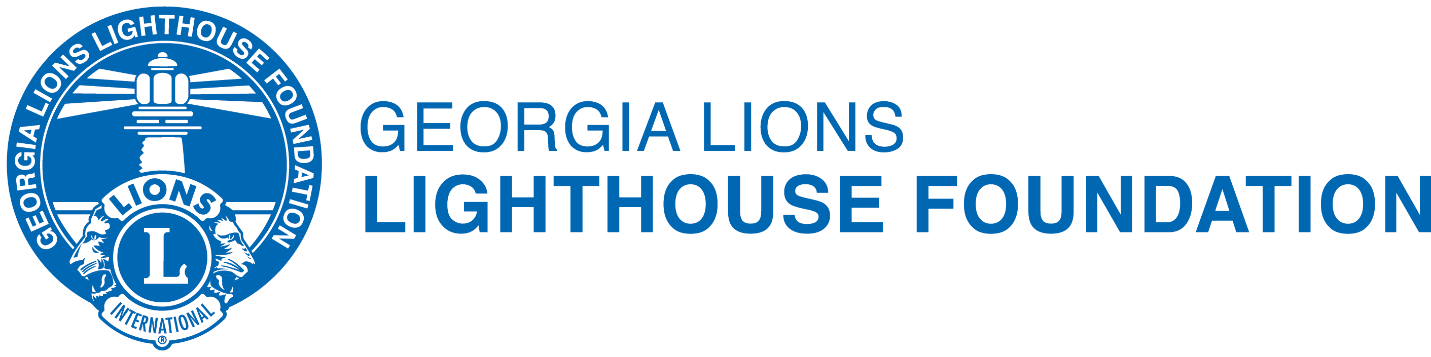 GEORGIA LIONS LIGHTHOUSE FOUNDATION
LIONS
L
INTERNATIONAL
®
GEORGIA LIONS
LIGHTHOUSE FOUNDATION